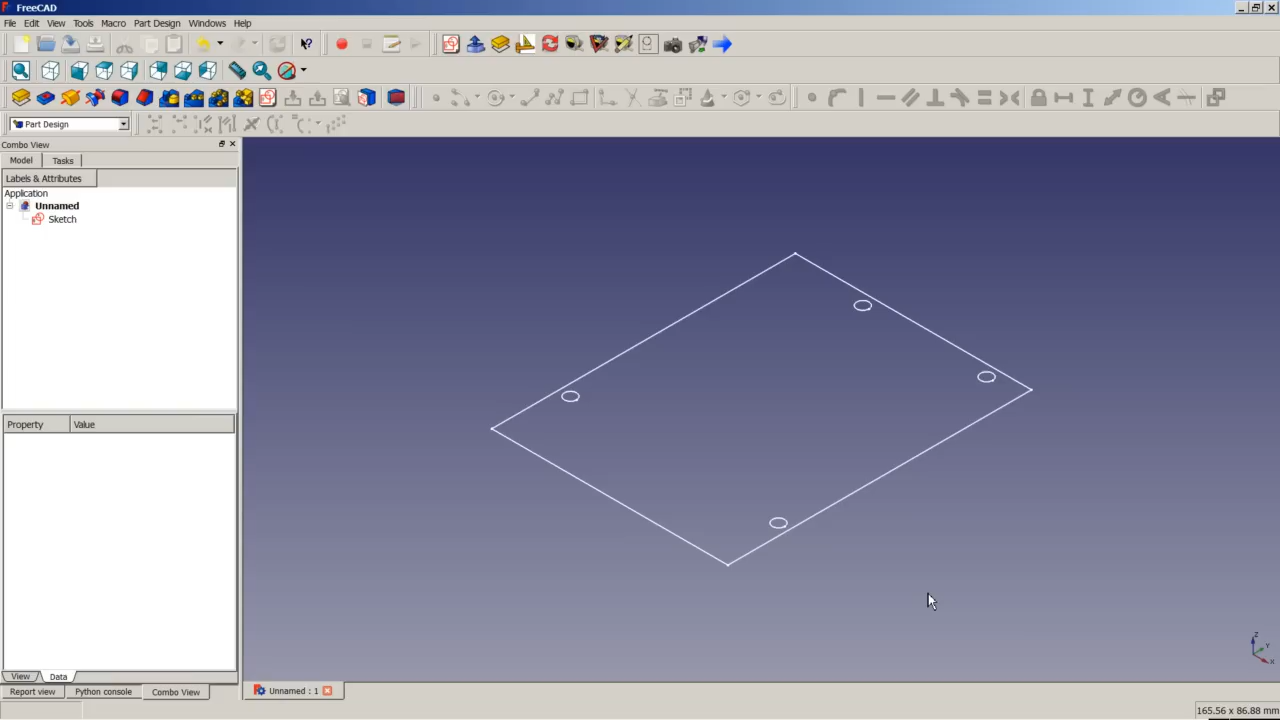 FreeCAD
File Edit View Tools Macro Part Design Windows Help
Part Design
Combo View
Model Tasks
Labels & Attributes
Application
Unnamed
Sketch
Property Value
View Data
Report view Python console Combo View
Unnamed : 1
Z
Y
X
165.56 x 86.88 mm